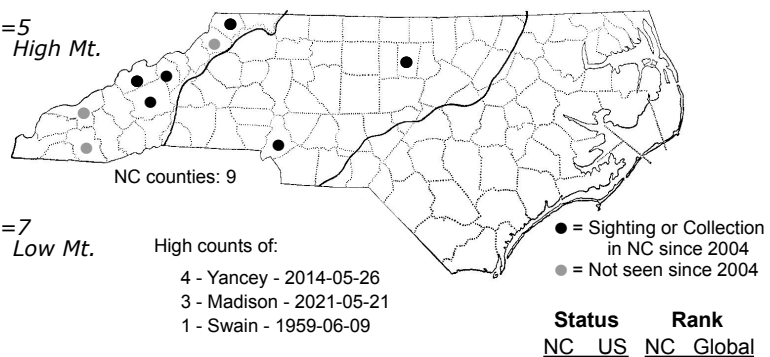 =5
High Mt.
NC counties: 9
=7
Low Mt.
High counts of:
4 - Yancey - 2014-05-26
3 - Madison - 2021-05-21
1 - Swain - 1959-06-09
= Sighting or Collection
in NC since 2004
= Not seen since 2004
Status Rank
NC US NC Global